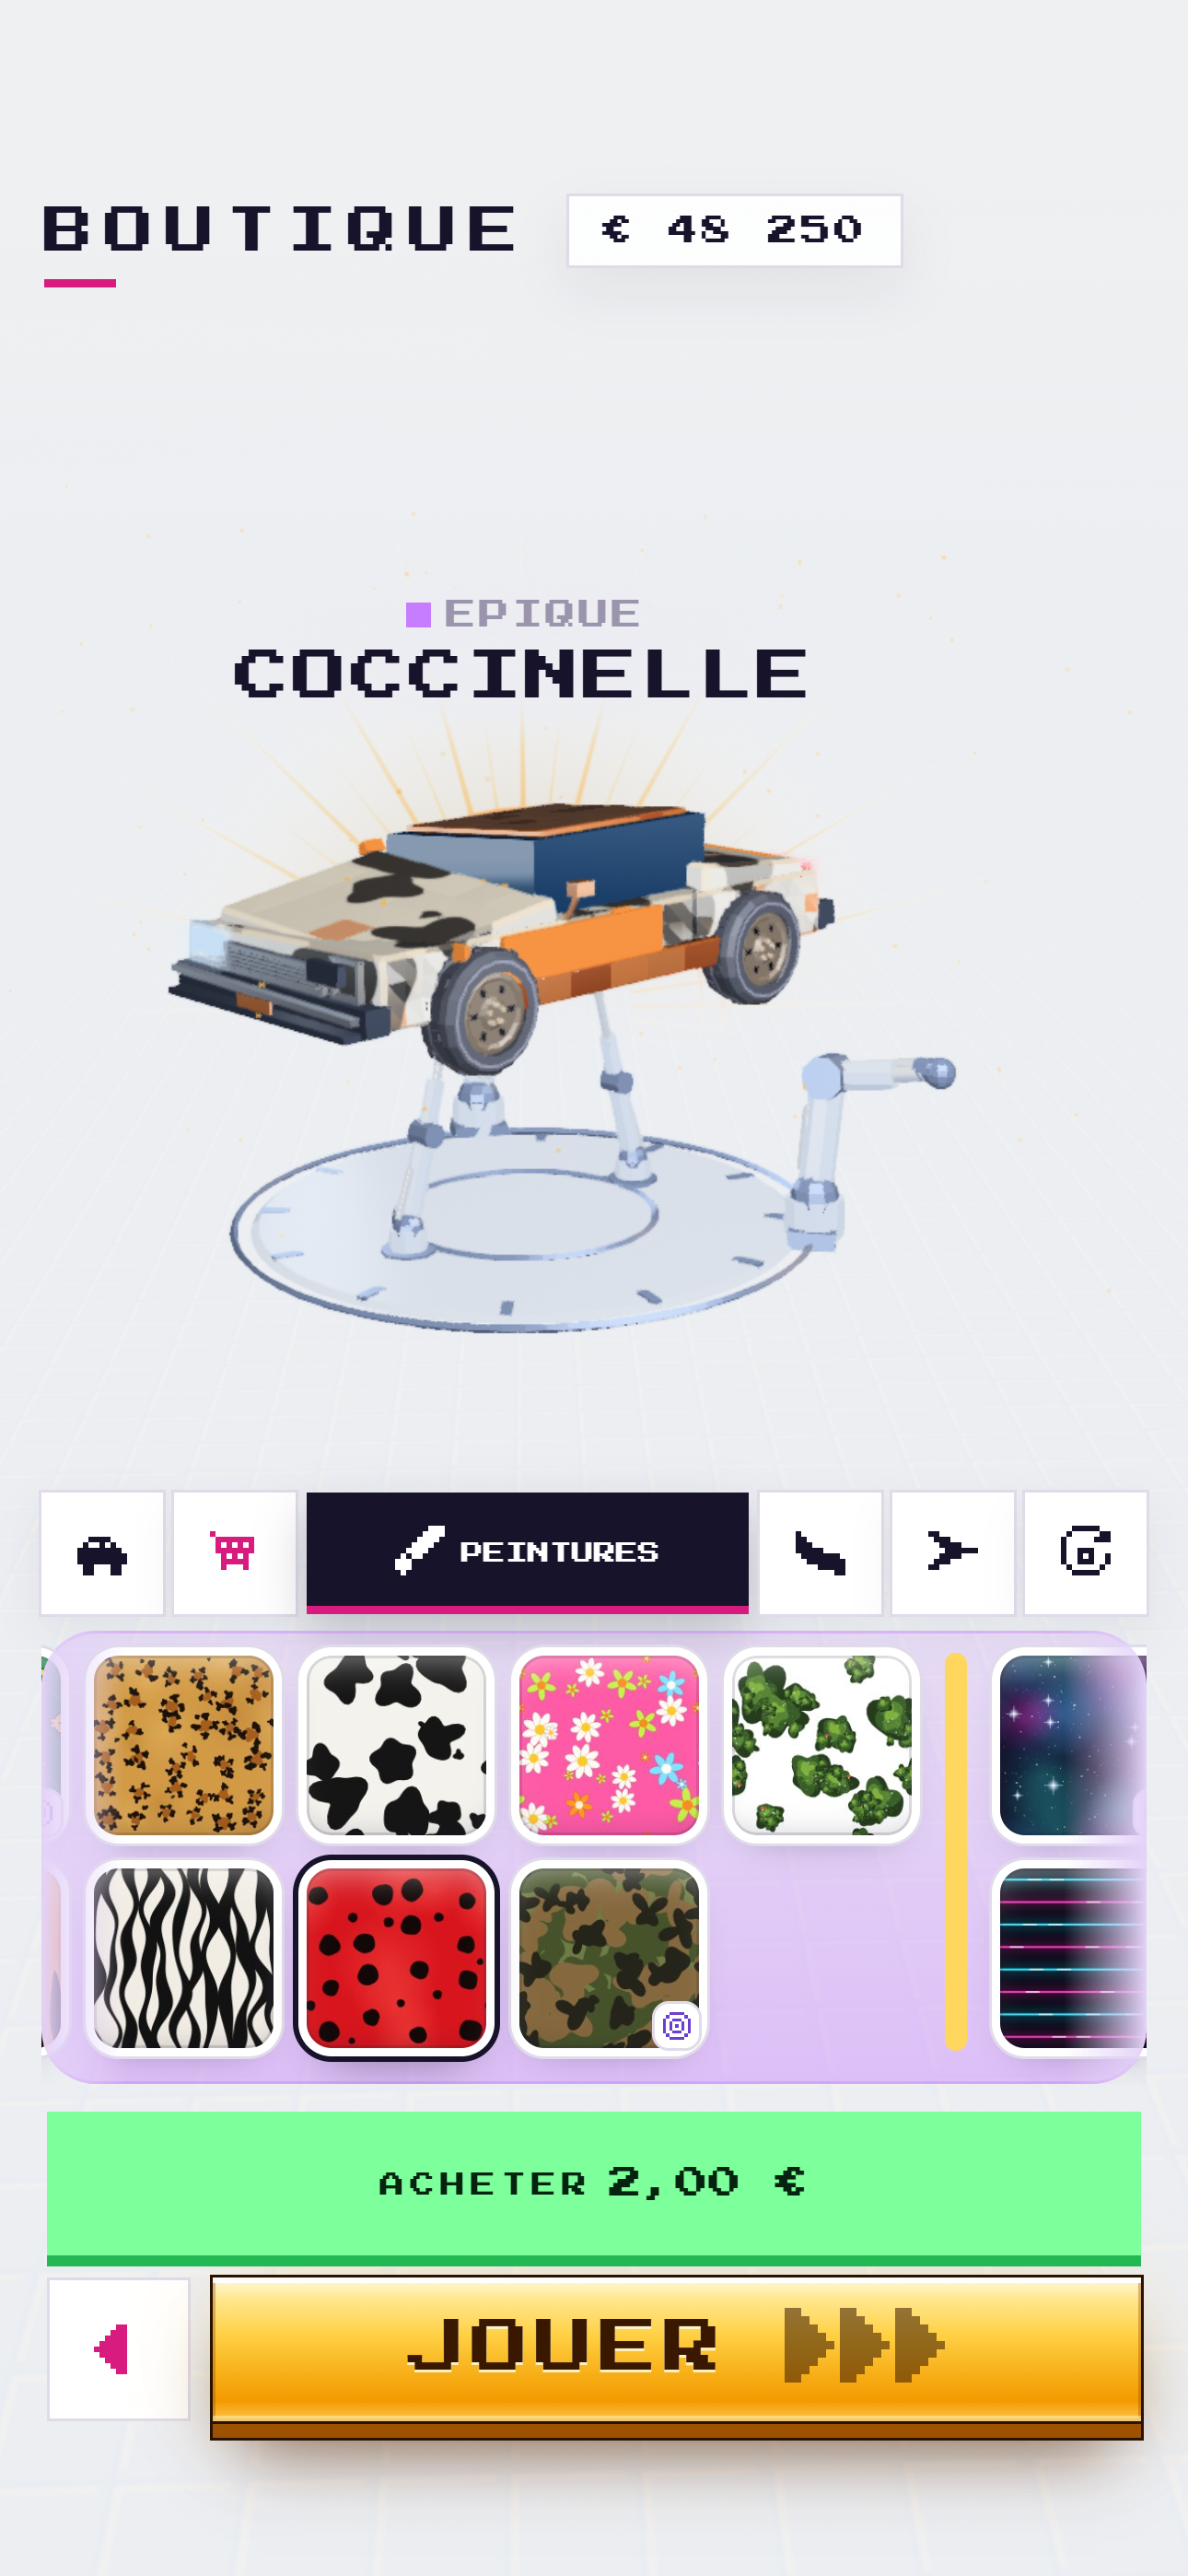 BOUTIQUE
€ 48 250
EPIQUE
COCCINELLE
PEINTURES
ACHETER 2,00 €
JOUER